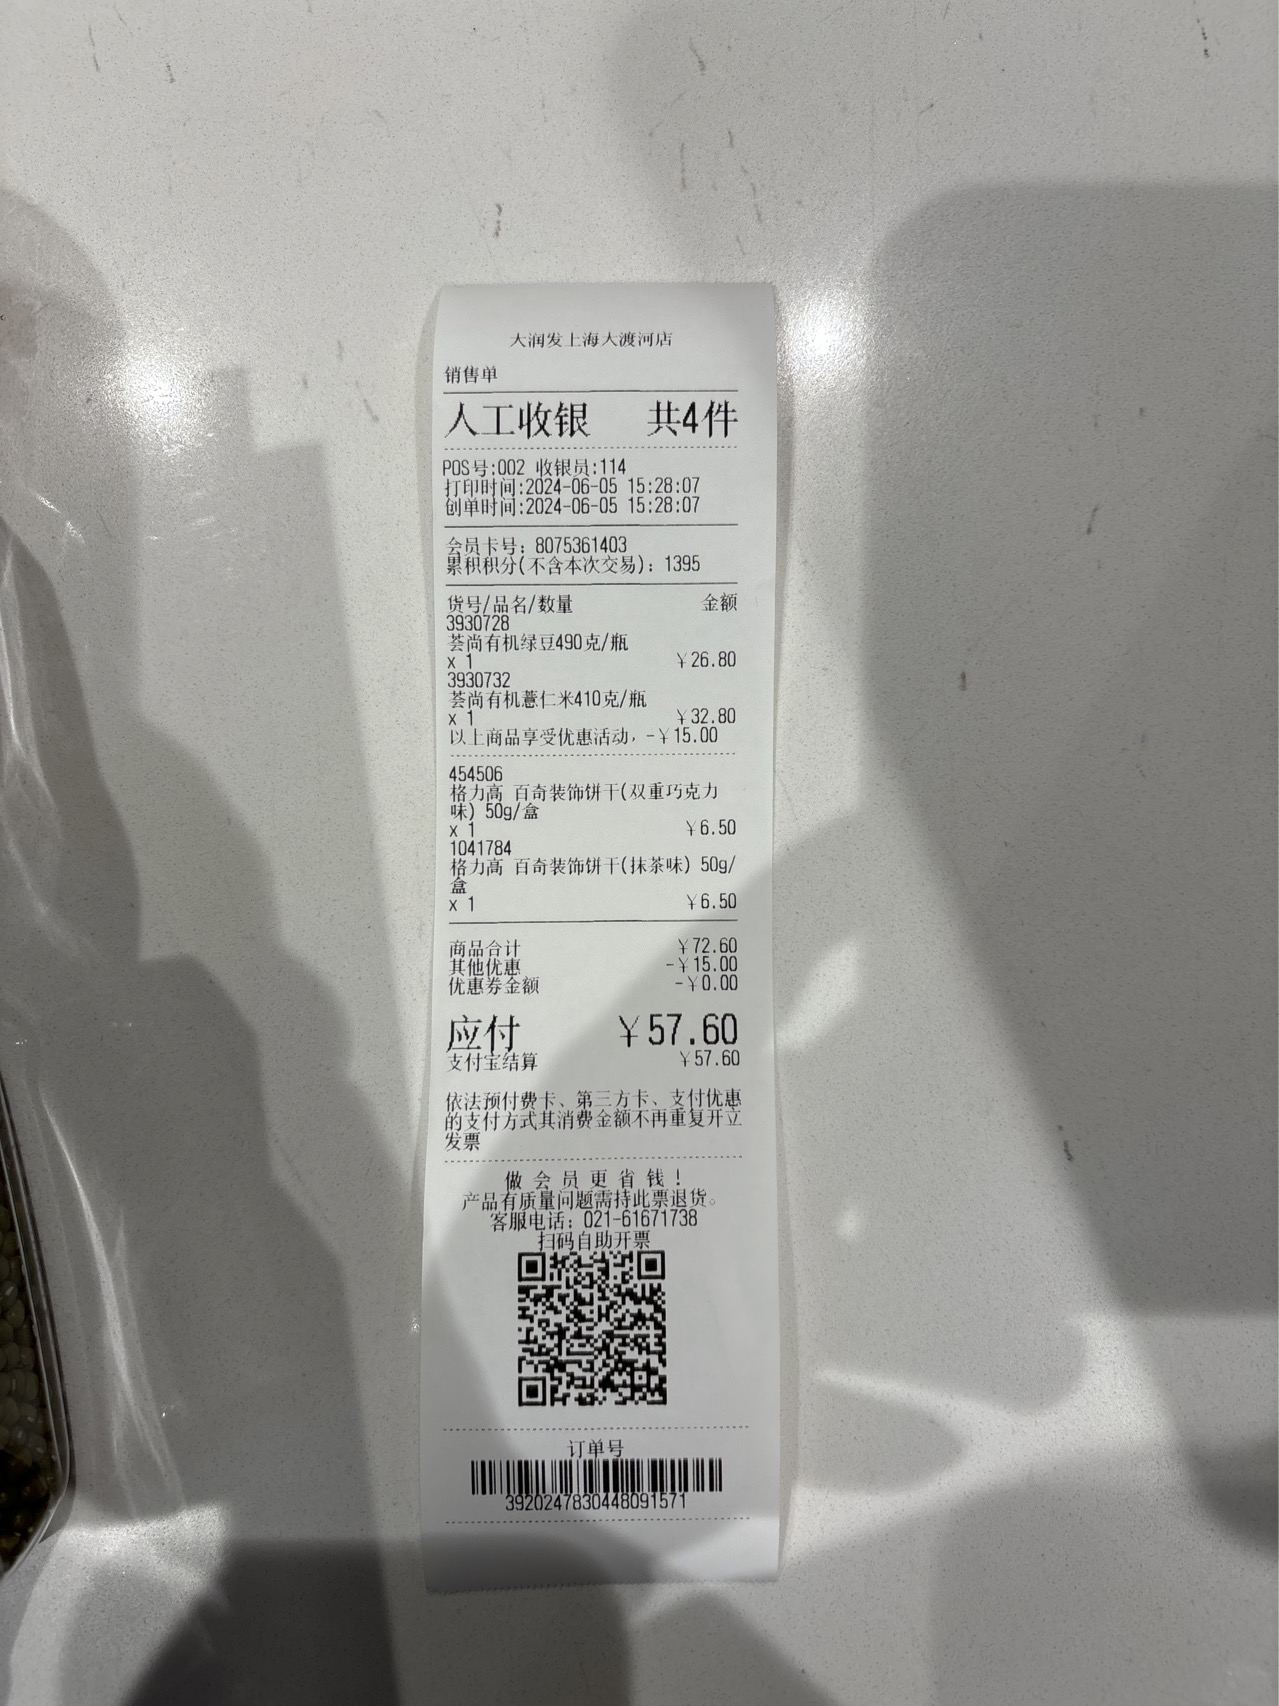 大润发上海大渡河店
销售单
人工收银 共4件
POS号:002 收银员:114
打印时间:2024-06-05 15:28:07
创单时间:2024-06-05 15:28:07
会员卡号：8075361403
累积积分(不含本次交易)：1395
货号/品名/数量 金额
3930728
荟尚有机绿豆490克/瓶
x 1 ￥26.80
3930732
荟尚有机薏仁米410克/瓶
x 1 ￥32.80
以上商品享受优惠活动，-￥15.00
454506
格力高 百奇装饰饼干(双重巧克力
味) 50g/盒
x 1 ￥6.50
1041784
格力高 百奇装饰饼干(抹茶味) 50g/
盒
x 1 ￥6.50
商品合计 ￥72.60
其他优惠 -￥15.00
优惠券金额 -￥0.00
应付 ￥57.60
支付宝结算 ￥57.60
依法预付费卡、第三方卡、支付优惠
的支付方式其消费金额不再重复开立
发票
做会员更省钱！
产品有质量问题需持此票退货。
客服电话：021-61671738
扫码自助开票
订单号
3920247830448091571